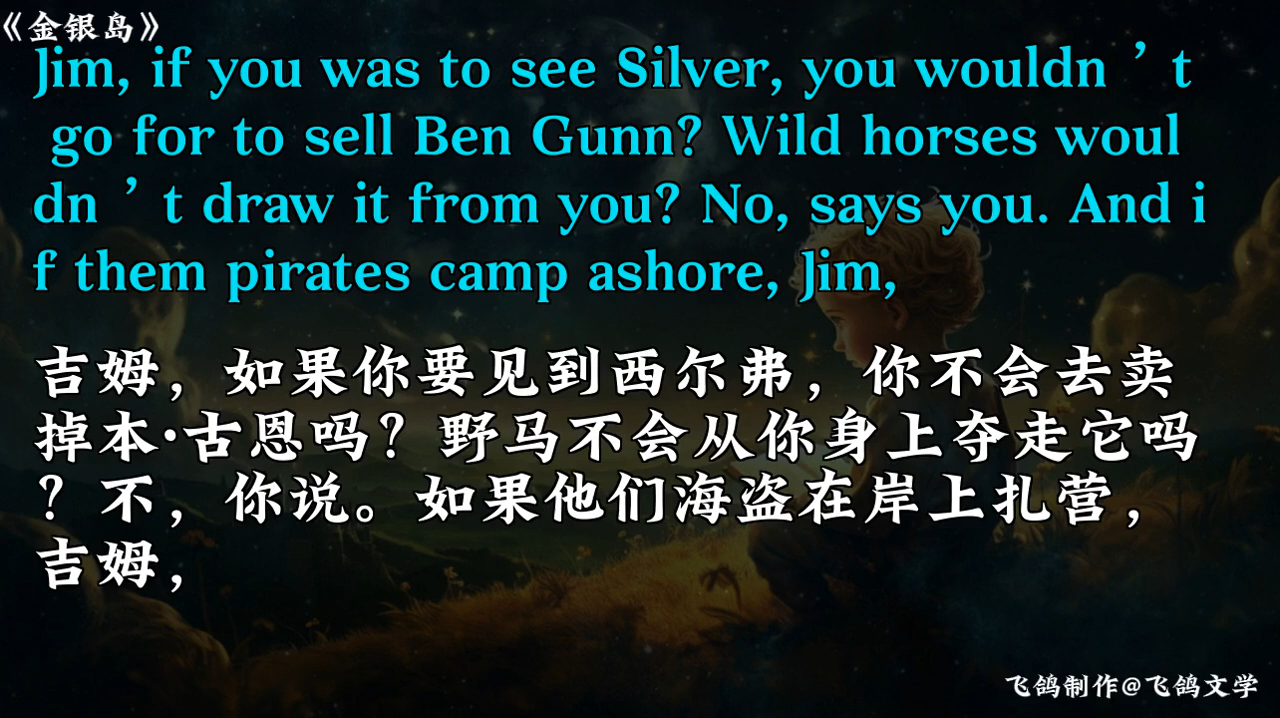 《金银岛》
Jim, if you was to see Silver, you wouldn ’ t
go for to sell Ben Gunn? Wild horses woul
dn ’ t draw it from you? No, says you. And i
f them pirates camp ashore, Jim,
吉姆，如果你要见到西尔弗，你不会去卖
掉本·古恩吗？野马不会从你身上夺走它吗
？不，你说。如果他们海盗在岸上扎营，
吉姆，
飞鸽制作@飞鸽文学